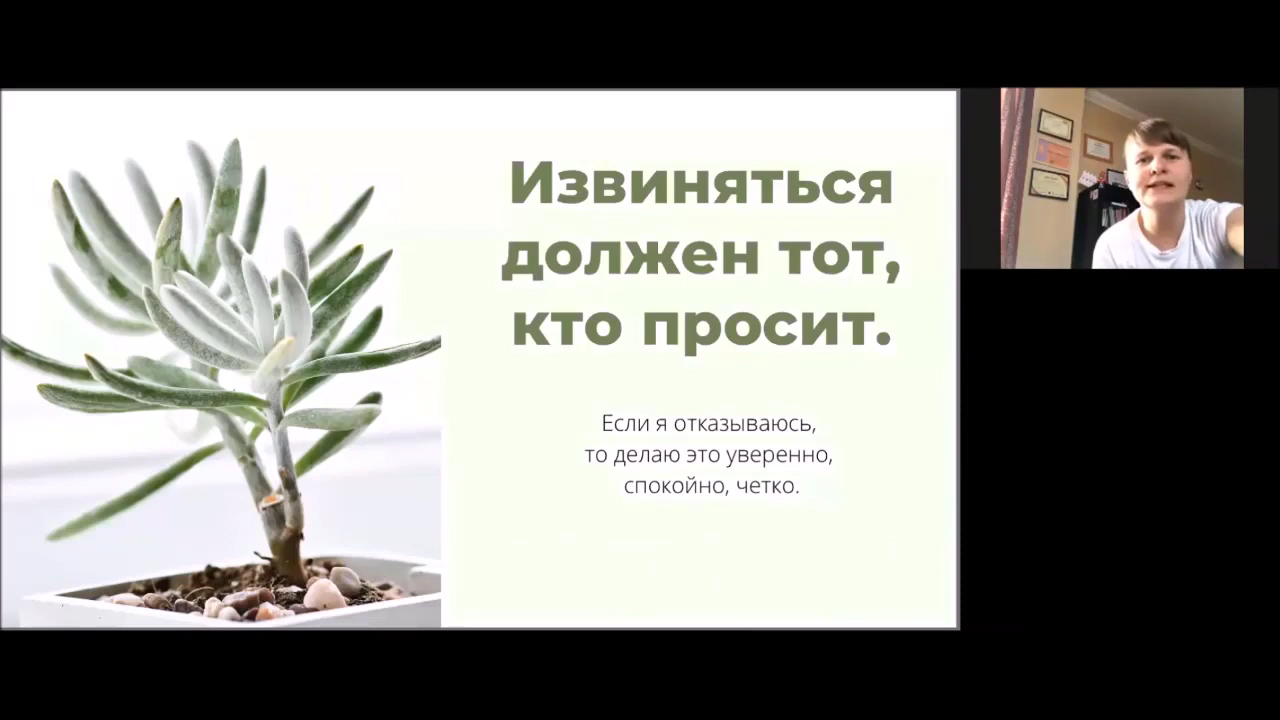 Извиняться
должен тот,
кто просит.
Если я отказываюсь,
то делаю это уверенно,
спокойно, четко.